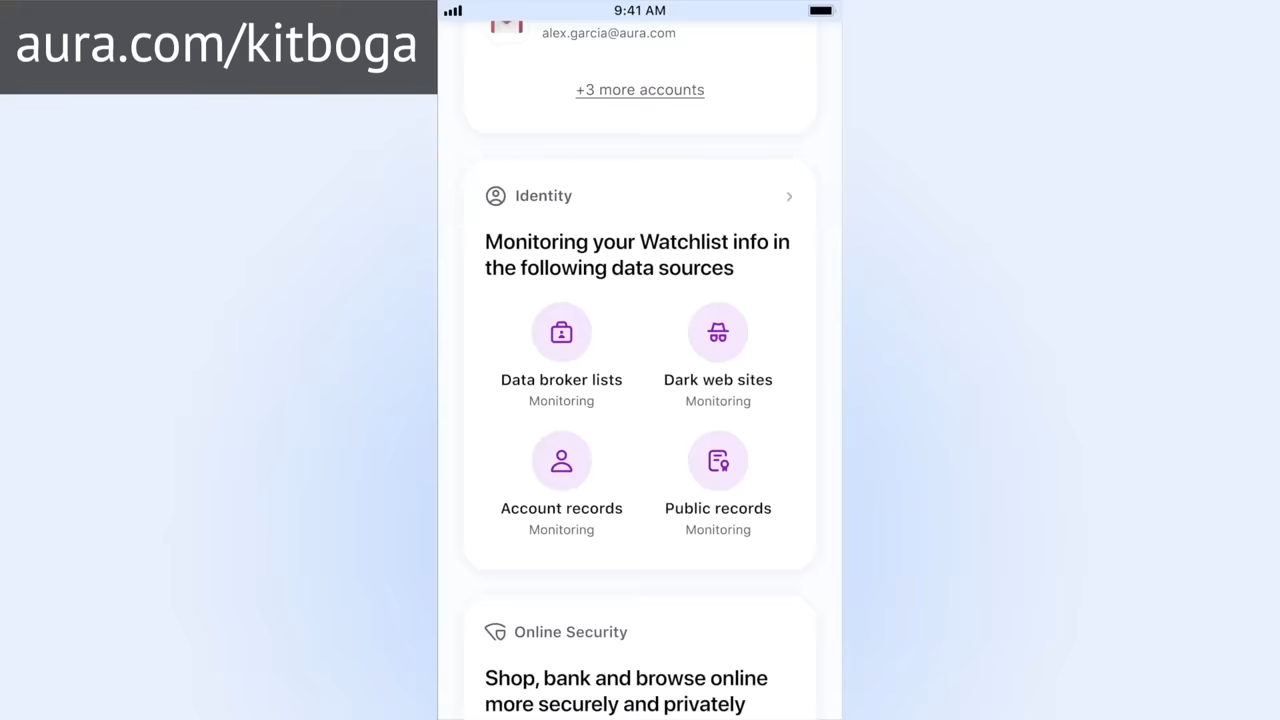 aura.com/kitboga
9:41 AM
alex.garcia@aura.com
+3 more accounts
Identity
Monitoring your Watchlist info in
the following data sources
Data broker lists
Monitoring
Dark web sites
Monitoring
Account records
Monitoring
Public records
Monitoring
Online Security
Shop, bank and browse online
more securely and privately